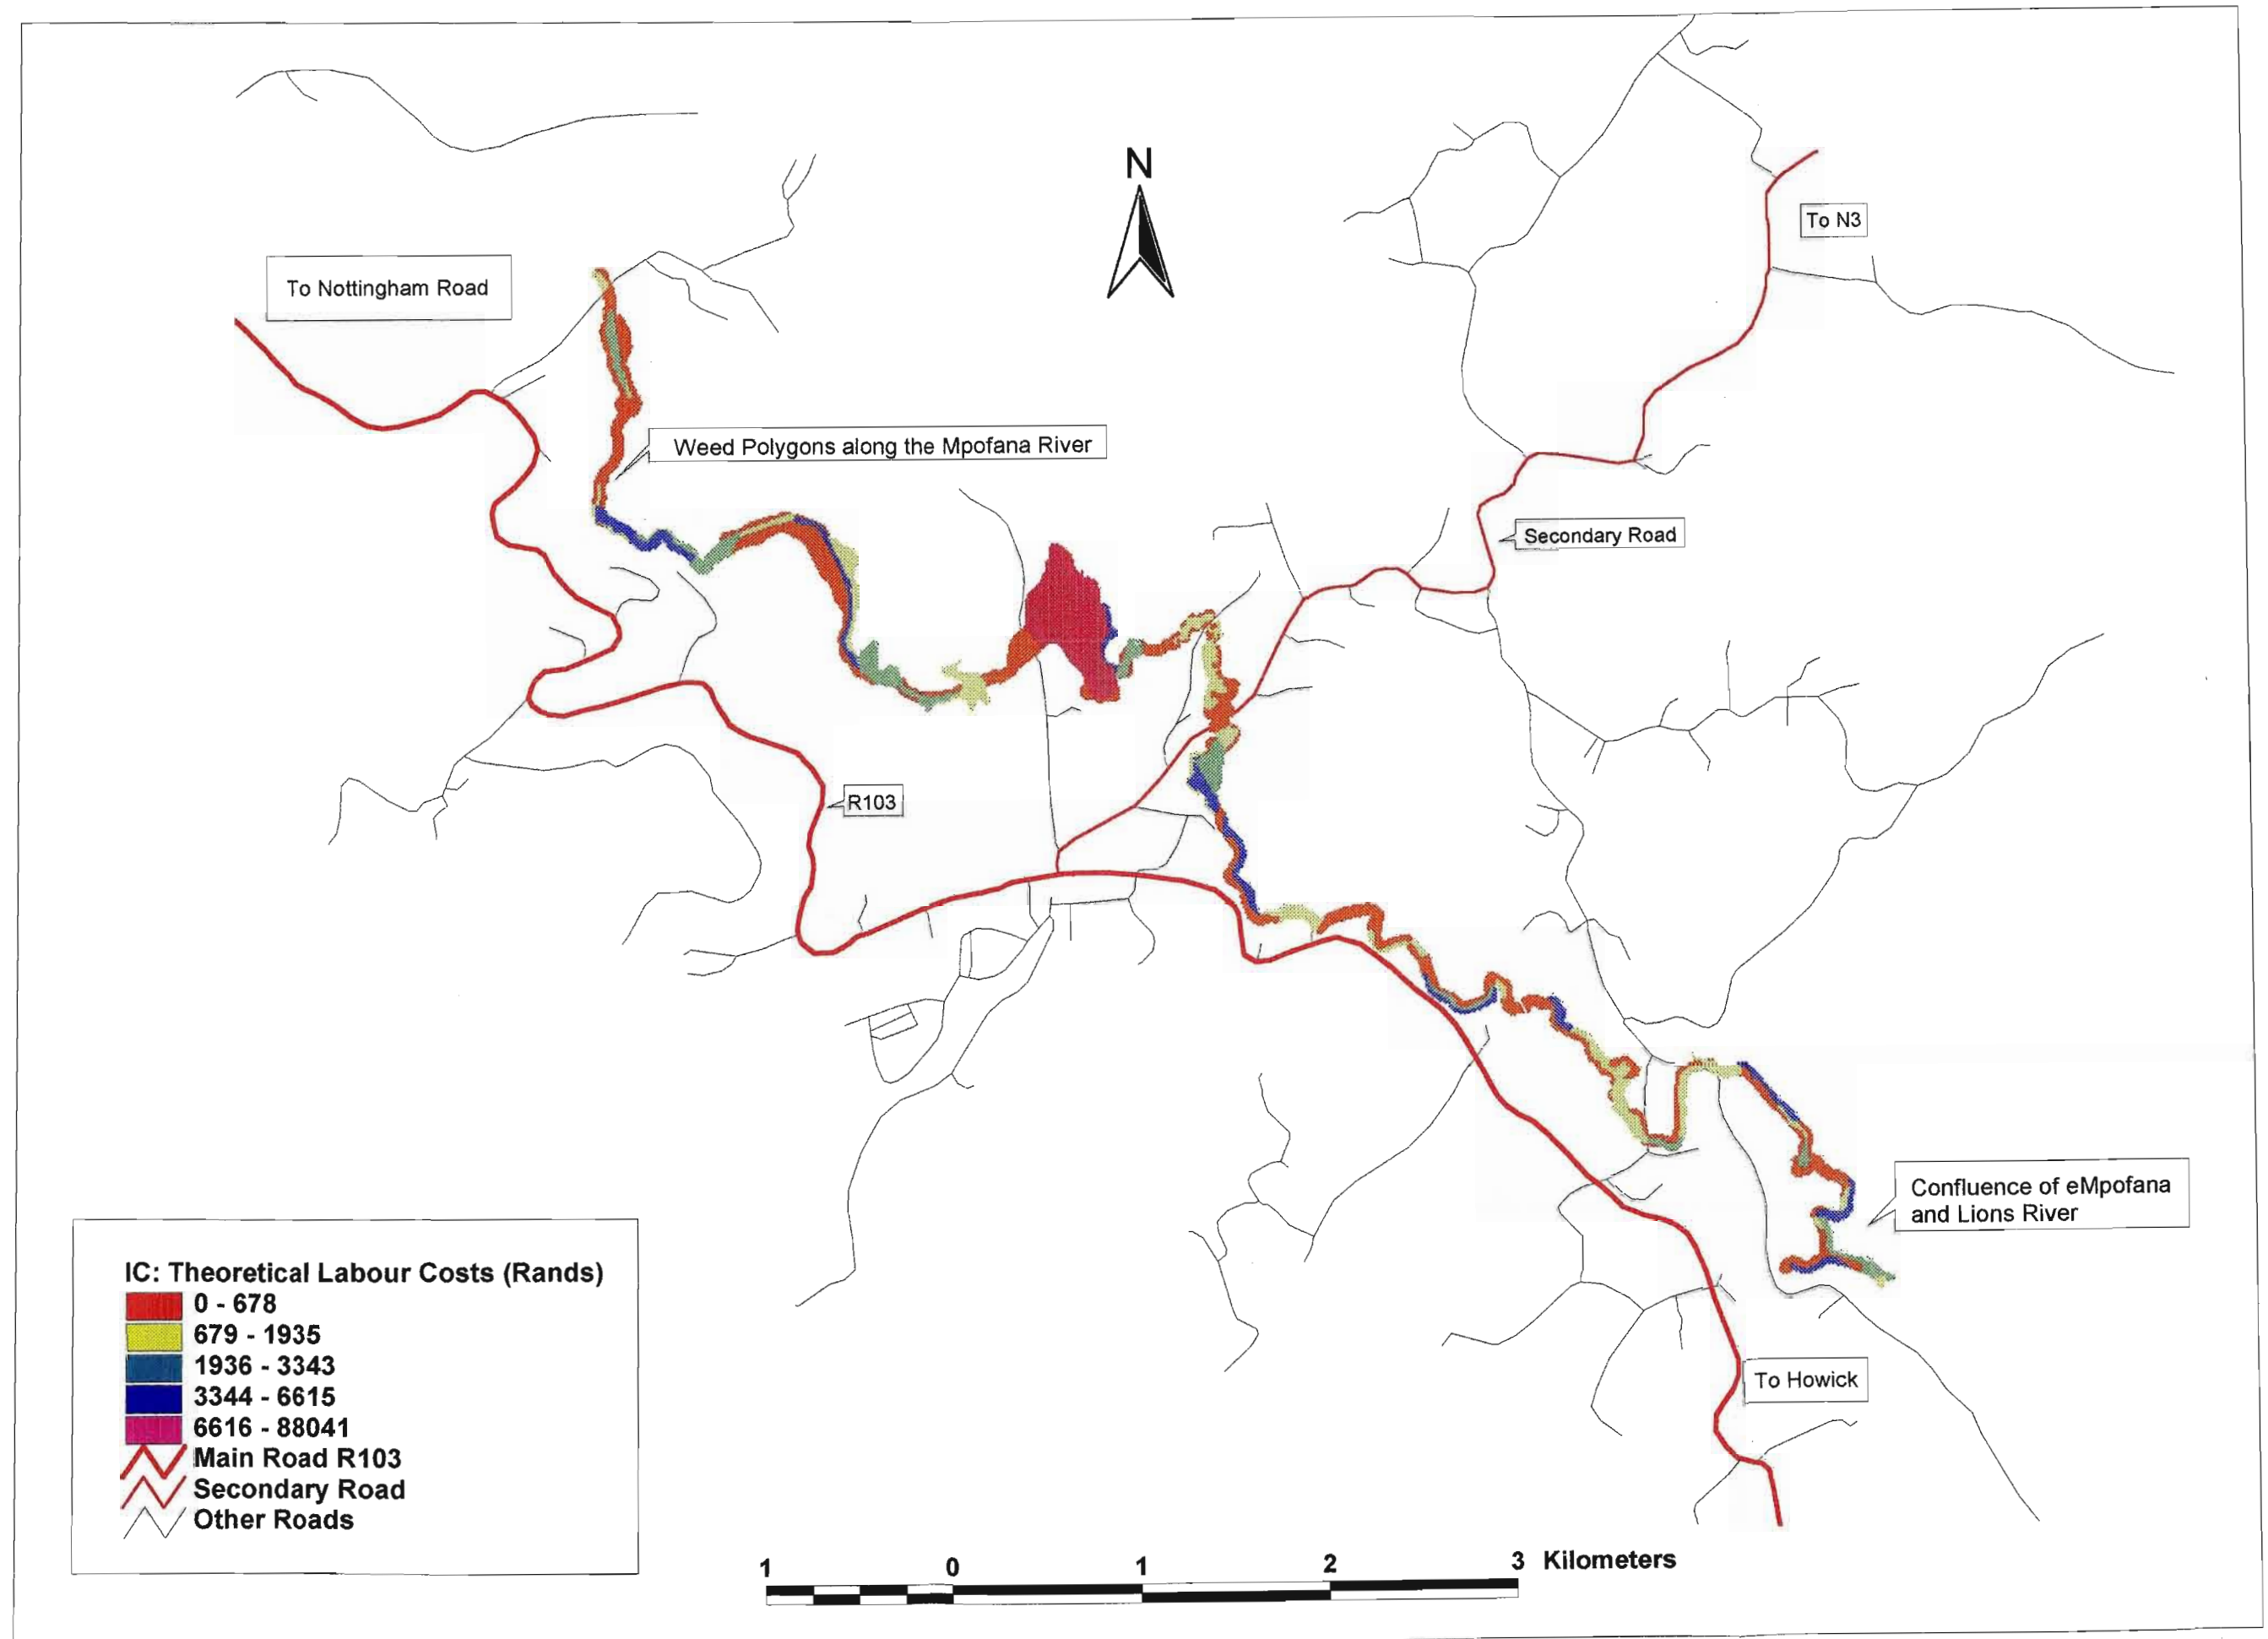 N
To N3
To Nottingham Road
Weed Polygons along the Mpofana River
Secondary Road
R103
Confluence of eMpofana
and Lions River
To Howick
IC: Theoretical Labour Costs (Rands)
0 - 678
679 - 1935
1936 - 3343
3344 - 6615
6616 - 88041
Main Road R103
Secondary Road
Other Roads
1 0 1 2 3 Kilometers